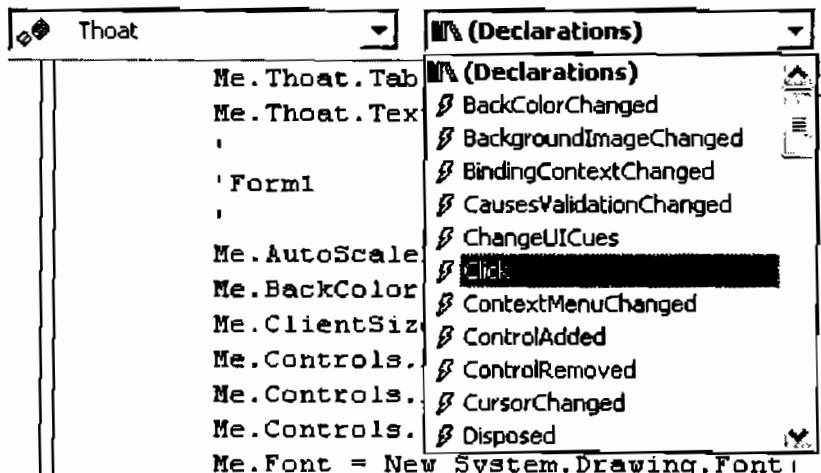 Thoat
(Declarations)
(Declarations)
BackColorChanged
BackgroundImageChanged
BindingContextChanged
CausesValidationChanged
ChangeUICues
Click
ContextMenuChanged
ControlAdded
ControlRemoved
CursorChanged
Disposed
Me.Thoat.Tab
Me.Thoat.Tex
'
'Form1
'
Me.AutoScale
Me.BackColor
Me.ClientSize
Me.Controls.
Me.Controls.
Me.Controls.
Me.Font = New System.Drawing.Font